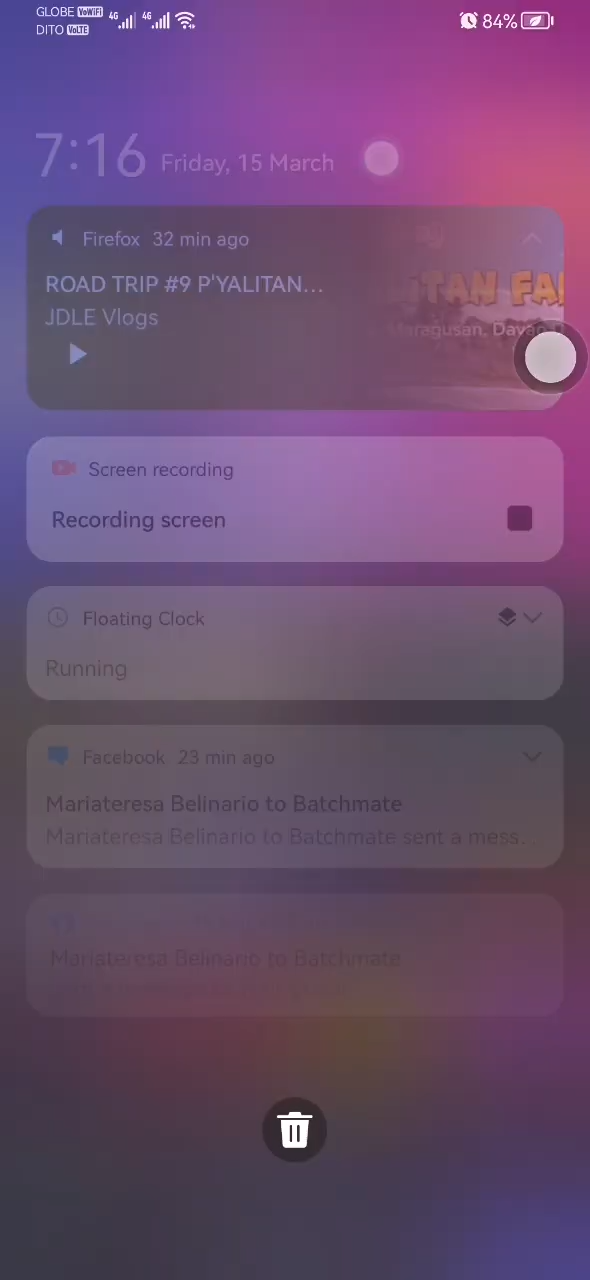 GLOBE VoWiFi 4G 4G 84%
DITO VoLTE
7:16 Friday, 15 March
Firefox 32 min ago
ROAD TRIP #9 P'YALITAN...
JDLE Vlogs
ITAN FA
Maragusan, Davao
Screen recording
Recording screen
Floating Clock
Running
Facebook 23 min ago
Mariateresa Belinario to Batchmate
Mariateresa Belinario to Batchmate sent a mess...
Mariateresa Belinario to Batchmate